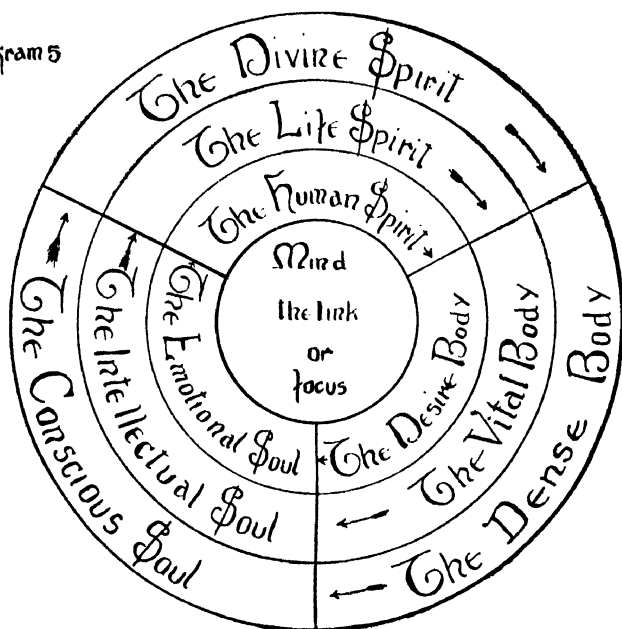 gram 5
The Divine Spirit
The Life Spirit
The Human Spirit
Mind
the link
or
focus
The Desire Body
The Vital Body
The Dense Body
The Emotional Soul
The Intellectual Soul
The Conscious Soul